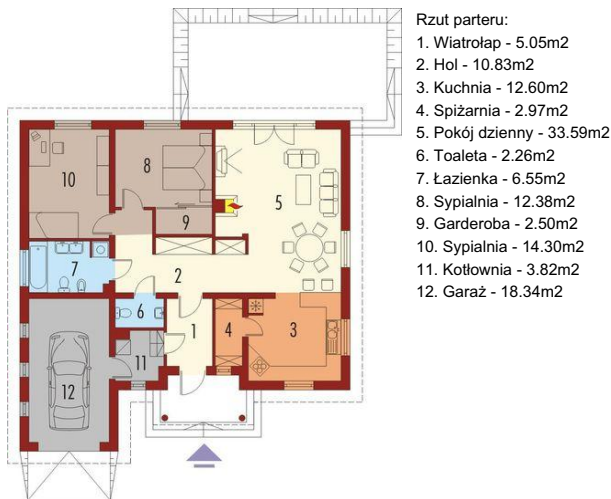 Rzut parteru:
1. Wiatrołap - 5.05m2
2. Hol - 10.83m2
3. Kuchnia - 12.60m2
4. Spiżarnia - 2.97m2
5. Pokój dzienny - 33.59m2
6. Toaleta - 2.26m2
7. Łazienka - 6.55m2
8. Sypialnia - 12.38m2
9. Garderoba - 2.50m2
10. Sypialnia - 14.30m2
11. Kotłownia - 3.82m2
12. Garaż - 18.34m2
8
10
5
9
7
2
6
1
4
3
11
12